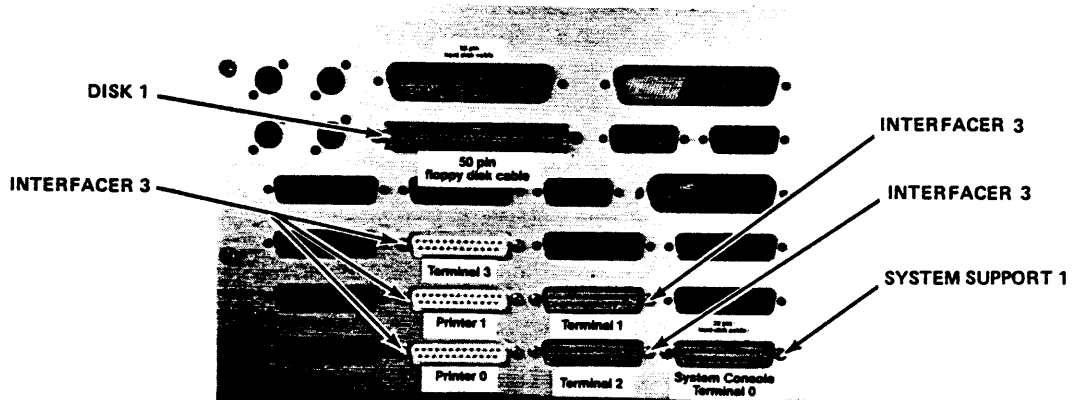 DISK 1
INTERFACER 3
50 pin
floppy disk cable
INTERFACER 3
INTERFACER 3
Terminal 3
SYSTEM SUPPORT 1
Printer 1
Terminal 1
Printer 0
Terminal 2
System Console
Terminal 0